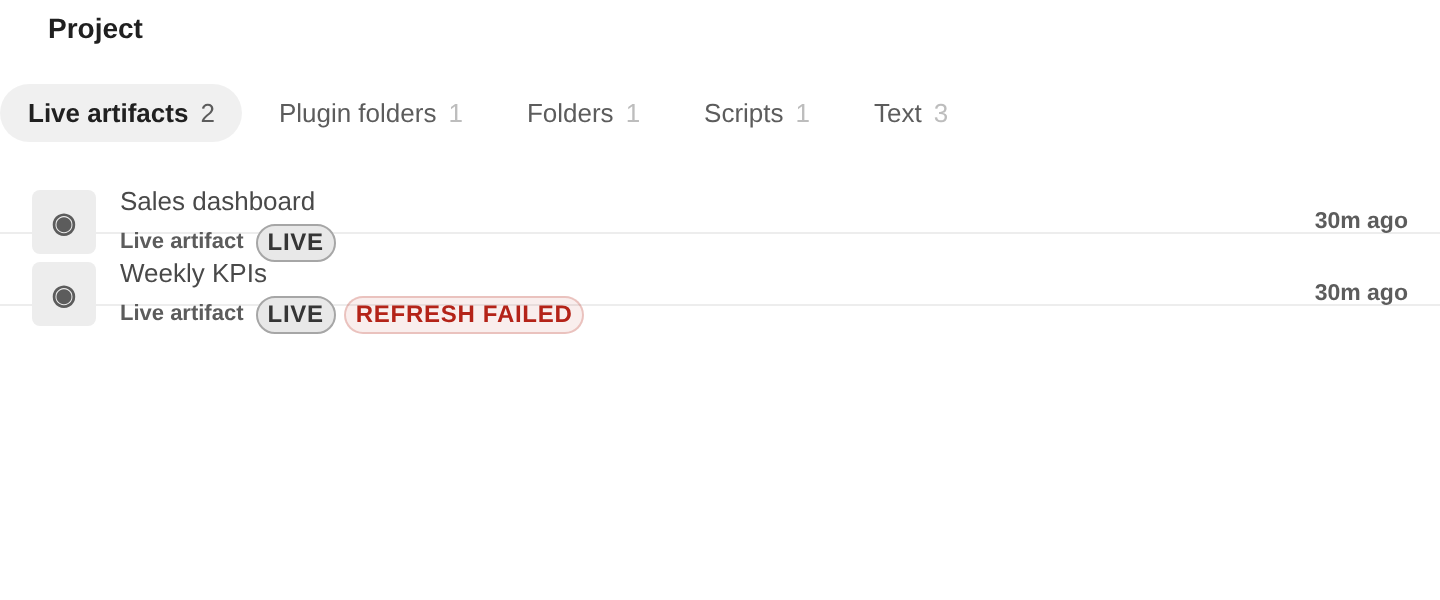 Project
Live artifacts 2 Plugin folders 1 Folders 1 Scripts 1 Text 3
Sales dashboard
30m ago
Live artifact LIVE
Weekly KPIs
30m ago
Live artifact LIVE REFRESH FAILED